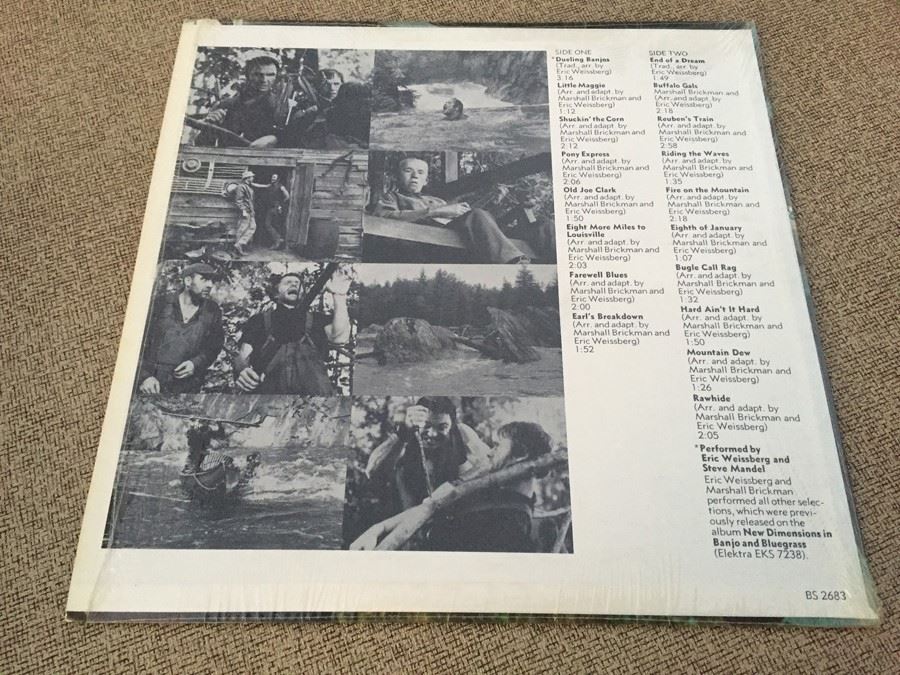 SIDE ONE
*Dueling Banjos
(Trad., arr. by
Eric Weissberg)
3:16
Little Maggie
(Arr. and adapt. by
Marshall Brickman and
Eric Weissberg)
1:12
Shuckin' the Corn
(Arr. and adapt. by
Marshall Brickman and
Eric Weissberg)
2:12
Pony Express
(Arr. and adapt. by
Marshall Brickman and
Eric Weissberg)
2:06
Old Joe Clark
(Arr. and adapt. by
Marshall Brickman and
Eric Weissberg)
1:50
Eight More Miles to
Louisville
(Arr. and adapt. by
Marshall Brickman and
Eric Weissberg)
2:03
Farewell Blues
(Arr. and adapt. by
Marshall Brickman and
Eric Weissberg)
2:00
Earl's Breakdown
(Arr. and adapt. by
Marshall Brickman and
Eric Weissberg)
1:52
SIDE TWO
End of a Dream
(Trad., arr. by
Eric Weissberg)
1:49
Buffalo Gals
(Arr. and adapt. by
Marshall Brickman and
Eric Weissberg)
2:18
Reuben's Train
(Arr. and adapt. by
Marshall Brickman and
Eric Weissberg)
2:58
Riding the Waves
(Arr. and adapt. by
Marshall Brickman and
Eric Weissberg)
1:35
Fire on the Mountain
(Arr. and adapt. by
Marshall Brickman and
Eric Weissberg)
2:18
Eighth of January
(Arr. and adapt. by
Marshall Brickman and
Eric Weissberg)
1:07
Bugle Call Rag
(Arr. and adapt. by
Marshall Brickman and
Eric Weissberg)
1:32
Hard Ain't It Hard
(Arr. and adapt. by
Marshall Brickman and
Eric Weissberg)
1:50
Mountain Dew
(Arr. and adapt. by
Marshall Brickman and
Eric Weissberg)
1:26
Rawhide
(Arr. and adapt. by
Marshall Brickman and
Eric Weissberg)
2:05
*Performed by
Eric Weissberg and
Steve Mandel
Eric Weissberg and
Marshall Brickman
performed all other selec-
tions, which were previ-
ously released on the
album New Dimensions in
Banjo and Bluegrass
(Elektra EKS 7238).
BS 2683